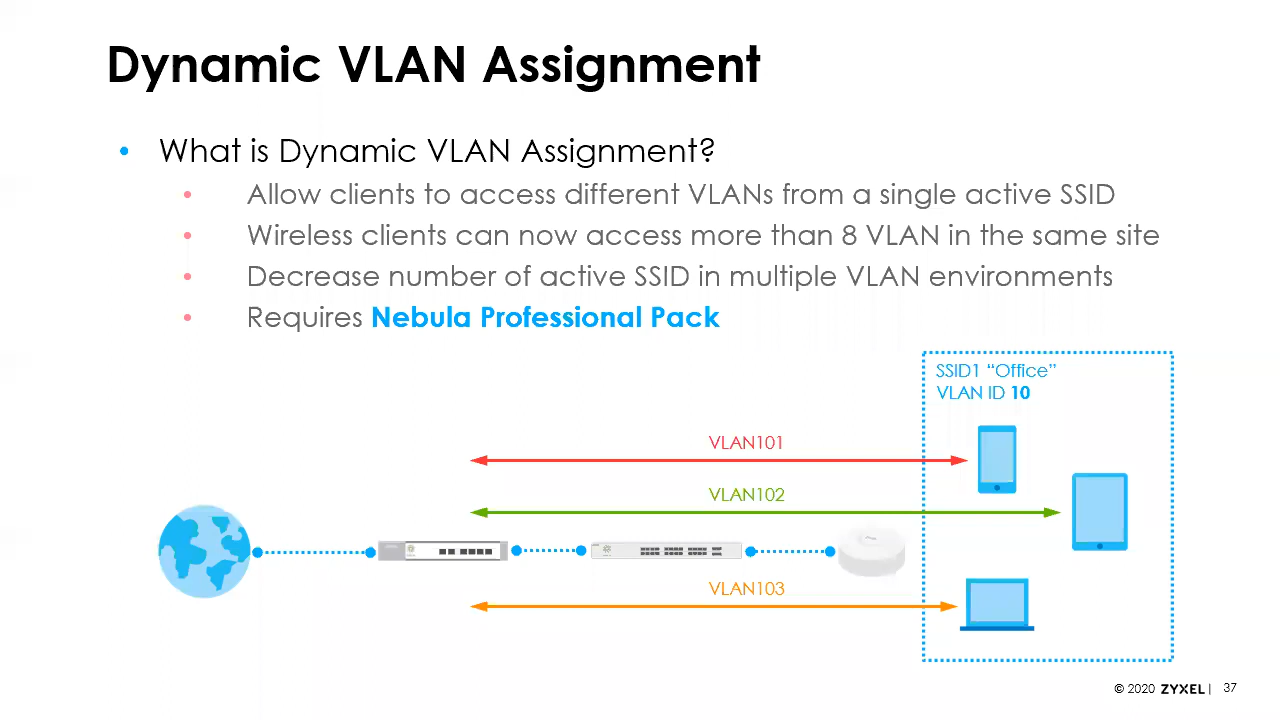 Dynamic VLAN Assignment
• What is Dynamic VLAN Assignment?
• Allow clients to access different VLANs from a single active SSID
• Wireless clients can now access more than 8 VLAN in the same site
• Decrease number of active SSID in multiple VLAN environments
• Requires Nebula Professional Pack
SSID1 “Office”
VLAN ID 10
VLAN101
VLAN102
VLAN103
© 2020 ZYXEL | 37